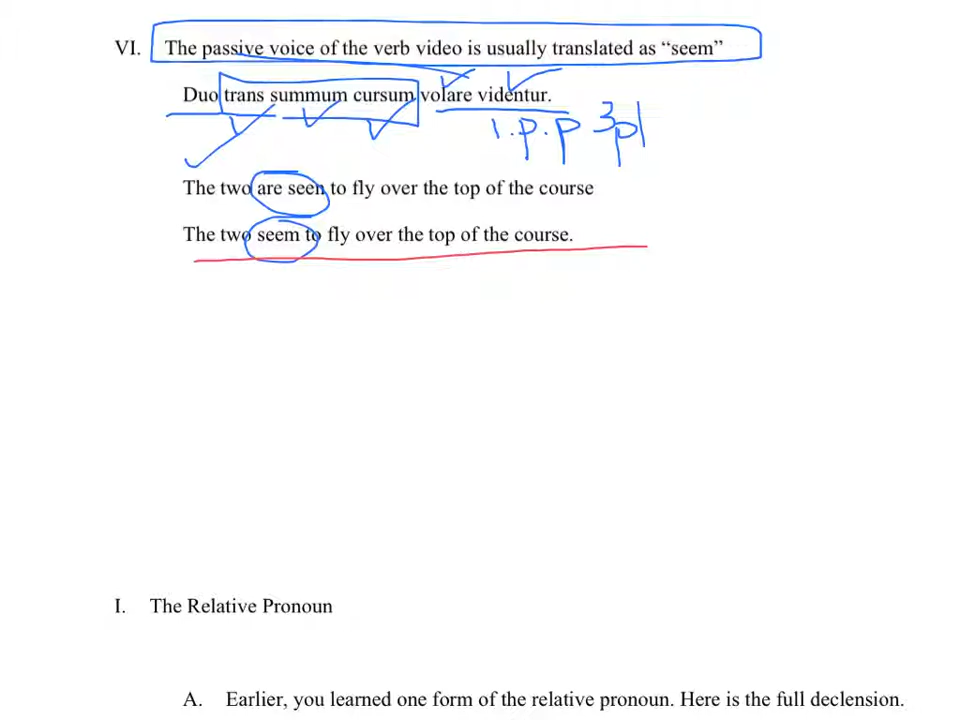 VI. The passive voice of the verb video is usually translated as “seem”
Duo trans summum cursum volare videntur.
1.p.p 3pl
The two are seen to fly over the top of the course
The two seem to fly over the top of the course.
I. The Relative Pronoun
A. Earlier, you learned one form of the relative pronoun. Here is the full declension.